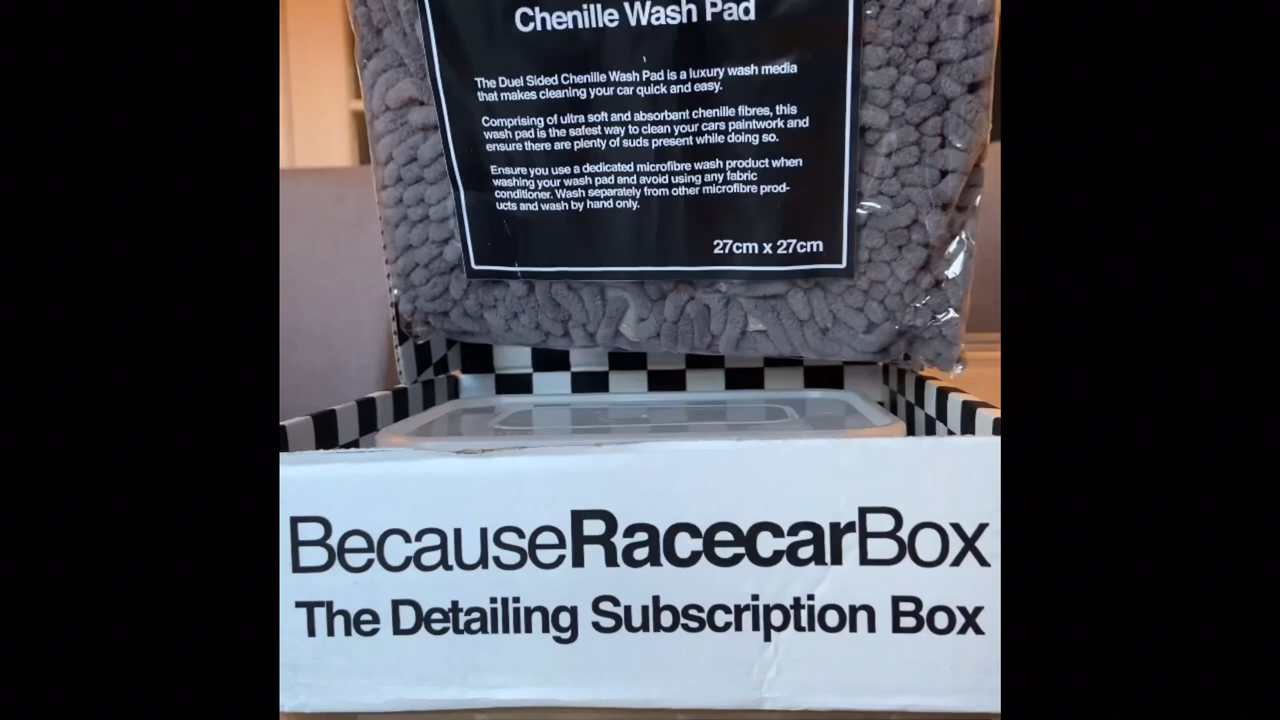 Chenille Wash Pad
The Duel Sided Chenille Wash Pad is a luxury wash media
that makes cleaning your car quick and easy.
Comprising of ultra soft and absorbant chenille fibres, this
wash pad is the safest way to clean your cars paintwork and
ensure there are plenty of suds present while doing so.
Ensure you use a dedicated microfibre wash product when
washing your wash pad and avoid using any fabric
conditioner. Wash separately from other microfibre prod-
ucts and wash by hand only.
27cm x 27cm
BecauseRacecarBox
The Detailing Subscription Box